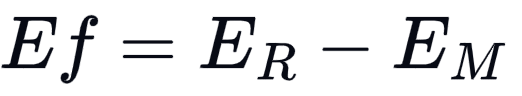 Ef = E_R − E_M